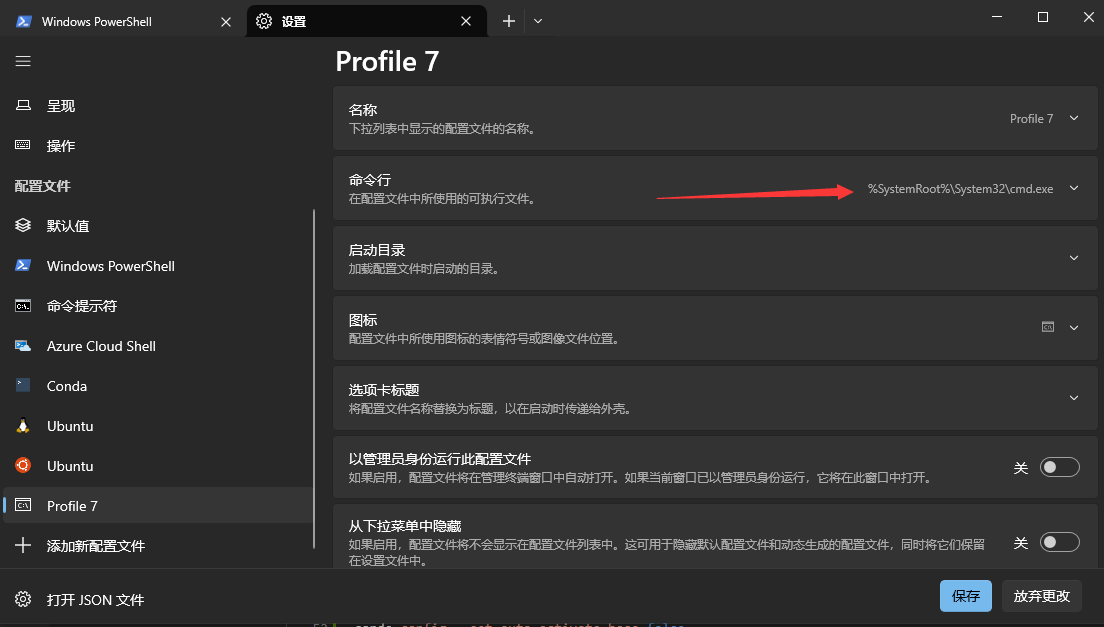 Windows PowerShell
设置
呈现
操作
配置文件
默认值
Windows PowerShell
命令提示符
Azure Cloud Shell
Conda
Ubuntu
Ubuntu
Profile 7
添加新配置文件
打开 JSON 文件
Profile 7
名称
下拉列表中显示的配置文件的名称。
Profile 7
命令行
在配置文件中所使用的可执行文件。
%SystemRoot%\System32\cmd.exe
启动目录
加载配置文件时启动的目录。
图标
配置文件中所使用图标的表情符号或图像文件位置。
选项卡标题
将配置文件名称替换为标题，以在启动时传递给外壳。
以管理员身份运行此配置文件
如果启用，配置文件将在管理终端窗口中自动打开。如果当前窗口已以管理员身份运行，它将在此窗口中打开。
关
从下拉菜单中隐藏
如果启用，配置文件将不会显示在配置文件列表中。这可用于隐藏默认配置文件和动态生成的配置文件，同时将它们保留
在设置文件中。
关
保存
放弃更改